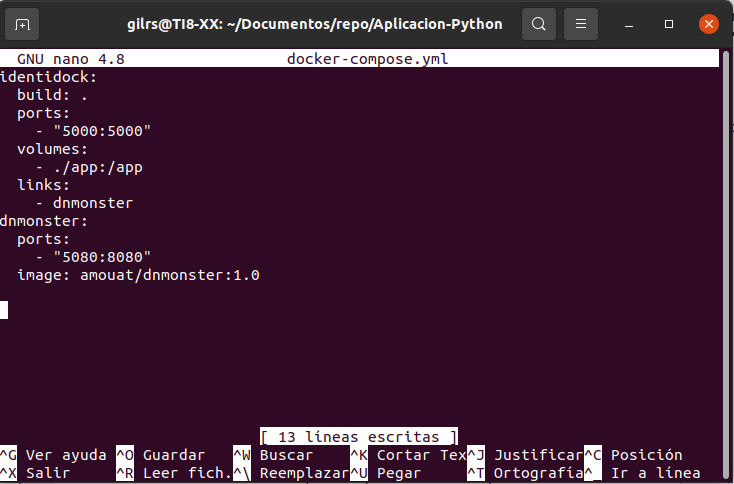 gilrs@TI8-XX: ~/Documentos/repo/Aplicacion-Python
GNU nano 4.8 docker-compose.yml
identidock:
  build: .
  ports:
    - "5000:5000"
  volumes:
    - ./app:/app
  links:
    - dnmonster
dnmonster:
  ports:
    - "5080:8080"
  image: amouat/dnmonster:1.0
[ 13 líneas escritas ]
^G Ver ayuda ^O Guardar ^W Buscar ^K Cortar Tex ^J Justificar ^C Posición
^X Salir ^R Leer fich. ^\ Reemplazar ^U Pegar ^T Ortografía ^_ Ir a línea